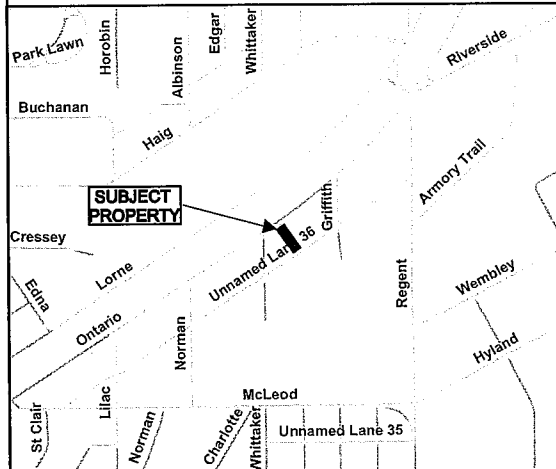 Park Lawn
Horobin
Albinson
Edgar
Whittaker
Riverside
Buchanan
Haig
Armory Trail
SUBJECT
PROPERTY
Griffith
Cressey
Lorne
Unnamed Lane 36
Edna
Regent
Wembley
Ontario
Norman
Hyland
McLeod
St Clair
Lilac
Norman
Charlotte
Whittaker
Unnamed Lane 35